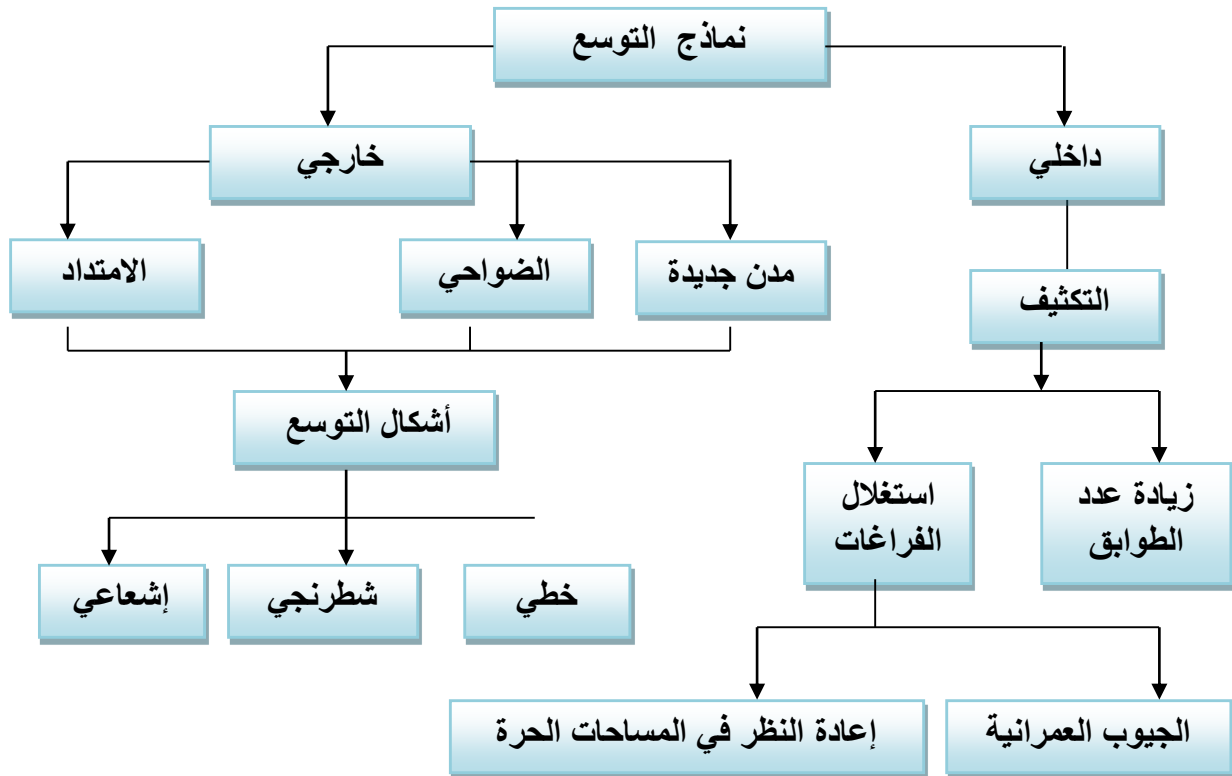 نماذج التوسع
داخلي
خارجي
مدن جديدة
الضواحي
الامتداد
التكثيف
أشكال التوسع
زيادة عدد
الطوابق
استغلال
الفراغات
خطي
شطرنجي
إشعاعي
الجيوب العمرانية
إعادة النظر في المساحات الحرة